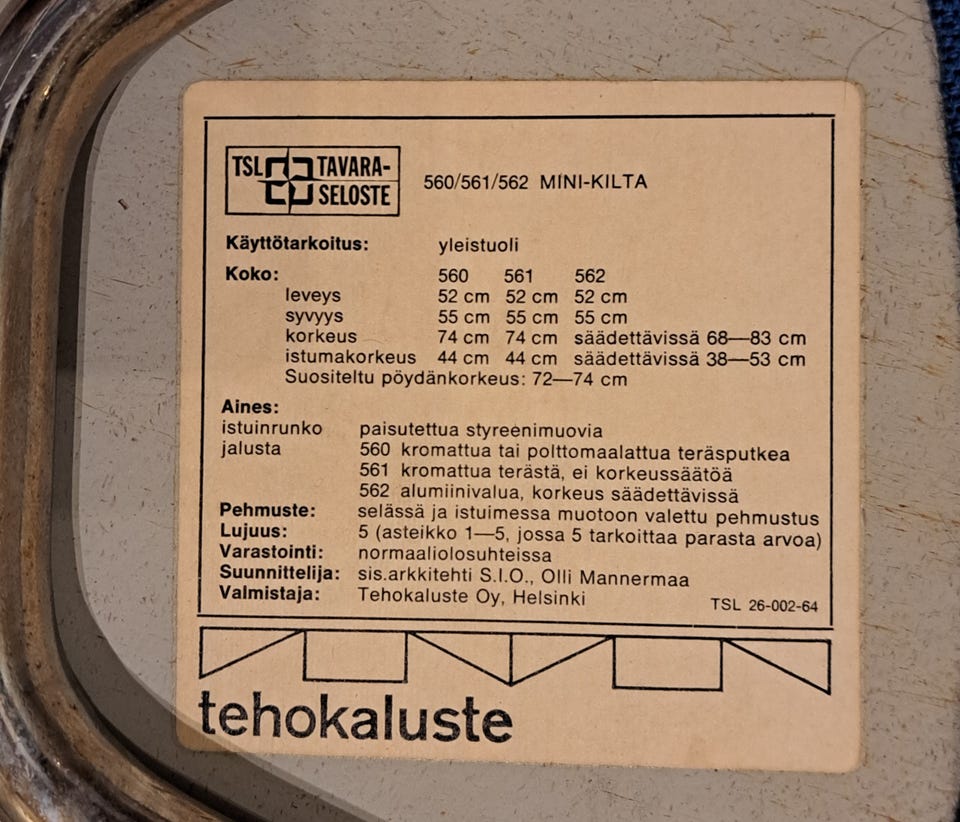 TSL TAVARA-
SELOSTE
560/561/562 MINI-KILTA
Käyttötarkoitus: yleistuoli
Koko: 560 561 562
leveys 52 cm 52 cm 52 cm
syvyys 55 cm 55 cm 55 cm
korkeus 74 cm 74 cm säädettävissä 68—83 cm
istumakorkeus 44 cm 44 cm säädettävissä 38—53 cm
Suositeltu pöydänkorkeus: 72—74 cm
Aines:
istuinrunko paisutettua styreenimuovia
jalusta 560 kromattua tai polttomaalattua teräsputkea
561 kromattua terästä, ei korkeussäätöä
562 alumiinivalua, korkeus säädettävissä
Pehmuste: selässä ja istuimessa muotoon valettu pehmustus
Lujuus: 5 (asteikko 1—5, jossa 5 tarkoittaa parasta arvoa)
Varastointi: normaaliolosuhteissa
Suunnittelija: sis.arkkitehti S.I.O., Olli Mannermaa
Valmistaja: Tehokaluste Oy, Helsinki
TSL 26-002-64
tehokaluste